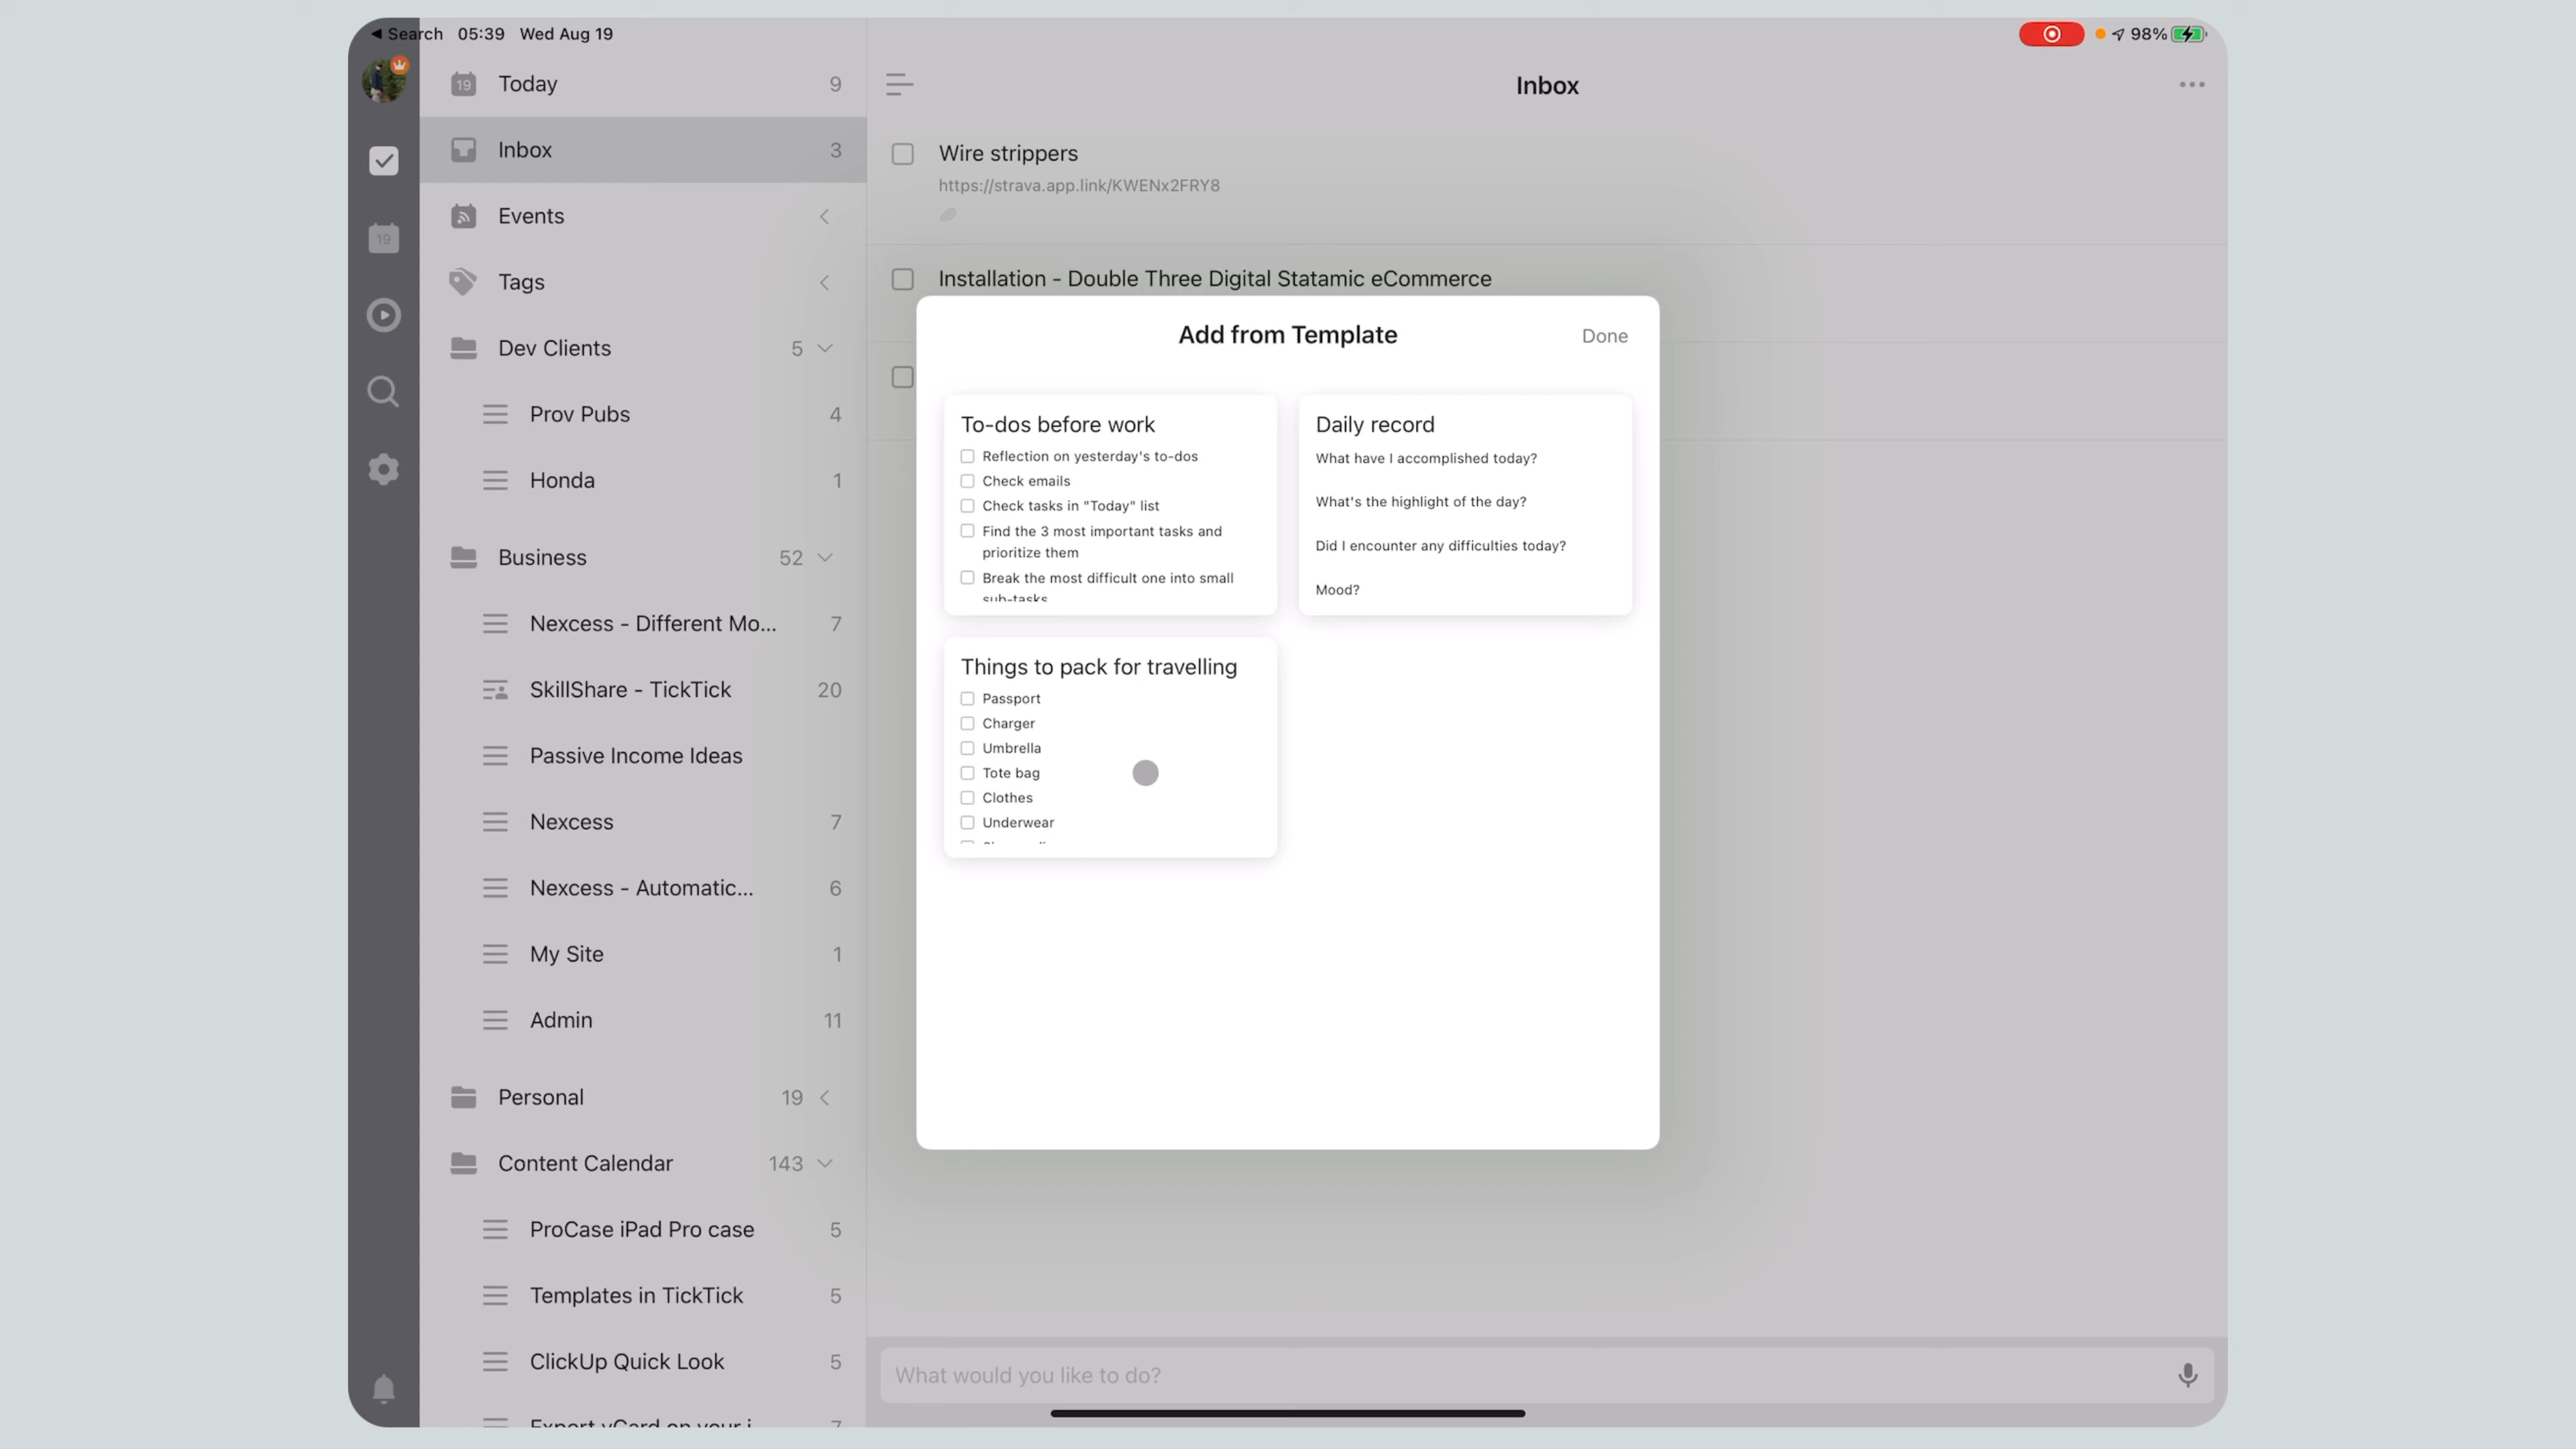 Search 05:39 Wed Aug 19
98%
19 Today 9
Inbox 3
19
Events
Tags
Dev Clients 5
Prov Pubs 4
Honda 1
Business 52
Nexcess - Different Mo... 7
SkillShare - TickTick 20
Passive Income Ideas
Nexcess 7
Nexcess - Automatic... 6
My Site 1
Admin 11
Personal 19
Content Calendar 143
ProCase iPad Pro case 5
Templates in TickTick 5
ClickUp Quick Look 5
Inbox
Wire strippers
https://strava.app.link/KWENx2FRY8
Installation - Double Three Digital Statamic eCommerce
Add from Template
Done
To-dos before work
Reflection on yesterday's to-dos
Check emails
Check tasks in "Today" list
Find the 3 most important tasks and
prioritize them
Break the most difficult one into small
sub-tasks
Daily record
What have I accomplished today?
What's the highlight of the day?
Did I encounter any difficulties today?
Mood?
Things to pack for travelling
Passport
Charger
Umbrella
Tote bag
Clothes
Underwear
What would you like to do?